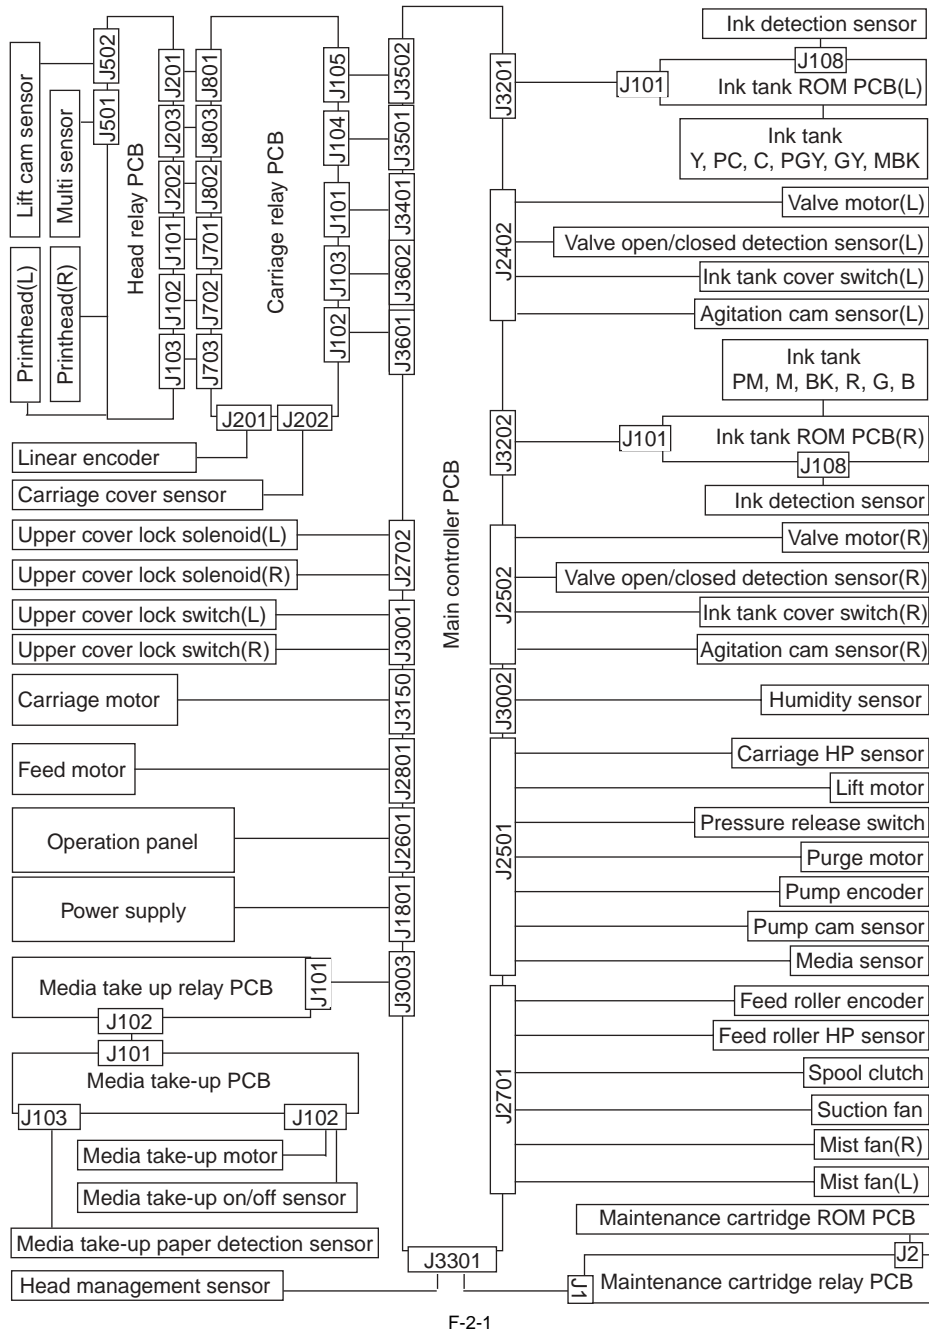 Lift cam sensor
Multi sensor
Printhead(L)
Printhead(R)
J502
J501
Head relay PCB
J201
J203
J202
J101
J102
J103
J801
J803
J802
J701
J702
J703
Carriage relay PCB
J105
J104
J101
J103
J102
J201
J202
Linear encoder
Carriage cover sensor
Upper cover lock solenoid(L)
Upper cover lock solenoid(R)
Upper cover lock switch(L)
Upper cover lock switch(R)
Carriage motor
Feed motor
Operation panel
Power supply
Media take up relay PCB
J101
J102
J101
Media take-up PCB
J103
J102
Media take-up motor
Media take-up on/off sensor
Media take-up paper detection sensor
Head management sensor
J3502
J3501
J3401
J3602
J3601
J2702
J3001
J3150
J2801
J2601
J1801
J3003
Main controller PCB
J3301
J3201
J2402
J3202
J2502
J3002
J2501
J2701
Ink detection sensor
J108
J101
Ink tank ROM PCB(L)
Ink tank
Y, PC, C, PGY, GY, MBK
Valve motor(L)
Valve open/closed detection sensor(L)
Ink tank cover switch(L)
Agitation cam sensor(L)
Ink tank
PM, M, BK, R, G, B
J101
Ink tank ROM PCB(R)
J108
Ink detection sensor
Valve motor(R)
Valve open/closed detection sensor(R)
Ink tank cover switch(R)
Agitation cam sensor(R)
Humidity sensor
Carriage HP sensor
Lift motor
Pressure release switch
Purge motor
Pump encoder
Pump cam sensor
Media sensor
Feed roller encoder
Feed roller HP sensor
Spool clutch
Suction fan
Mist fan(R)
Mist fan(L)
Maintenance cartridge ROM PCB
J2
J1
Maintenance cartridge relay PCB
F-2-1